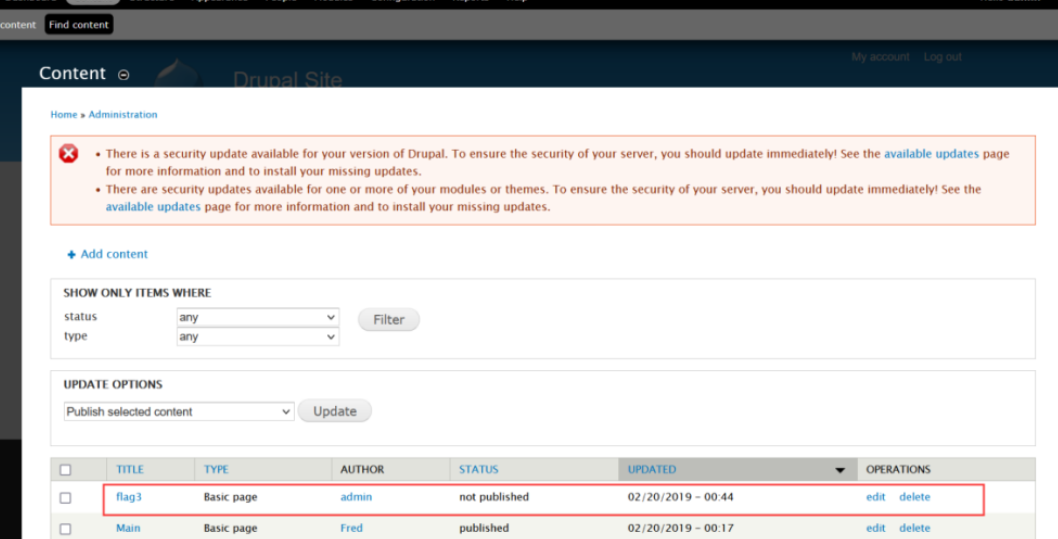 content Find content
My account Log out
Content
Drupal Site
Home » Administration
• There is a security update available for your version of Drupal. To ensure the security of your server, you should update immediately! See the available updates page
for more information and to install your missing updates.
• There are security updates available for one or more of your modules or themes. To ensure the security of your server, you should update immediately! See the
available updates page for more information and to install your missing updates.
+ Add content
SHOW ONLY ITEMS WHERE
status any Filter
type any
UPDATE OPTIONS
Publish selected content Update
TITLE TYPE AUTHOR STATUS UPDATED OPERATIONS
flag3 Basic page admin not published 02/20/2019 - 00:44 edit delete
Main Basic page Fred published 02/20/2019 - 00:17 edit delete